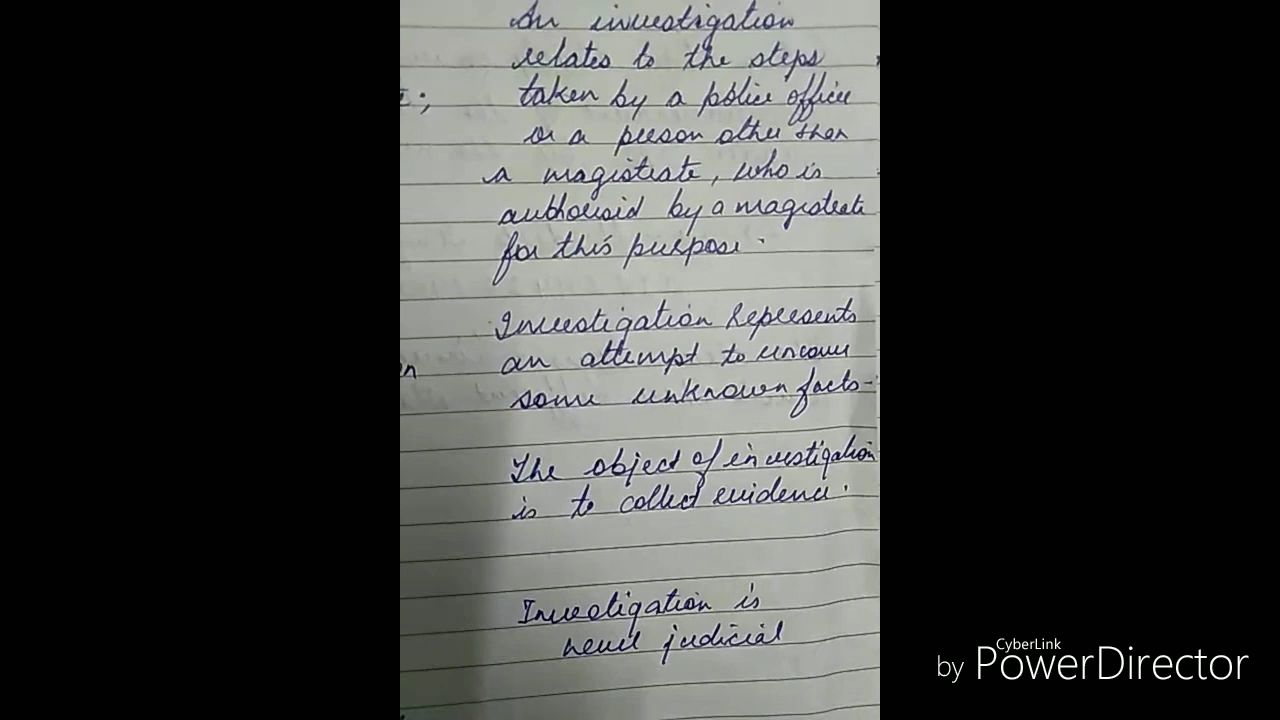 An investigation
relates to the steps
taken by a police officer
or a person other than
a magistrate, who is
authorisid by a magistrate
for this purpose.
Investigation Represents
an attempt to uncover
some unknown facts-
The object of investigation
is to collect evidence.
Investigation is
never judicial
CyberLink
by PowerDirector